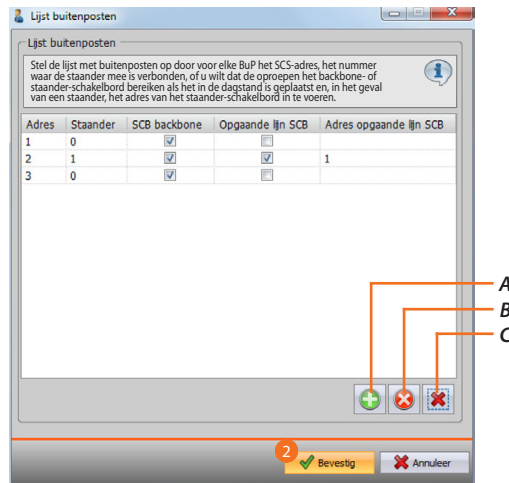 Lijst buitenposten
Lijst buitenposten
Stel de lijst met buitenposten op door voor elke BuP het SCS-adres, het nummer
waar de staander mee is verbonden, of u wilt dat de oproepen het backbone- of
staander-schakelbord bereiken als het in de dagstand is geplaatst en, in het geval
van een staander, het adres van het staander-schakelbord in te voeren.
Adres Staander SCB backbone Opgaande lijn SCB Adres opgaande lijn SCB
1 0
2 1 1
3 0
A
B
C
2 Bevestig Annuleer